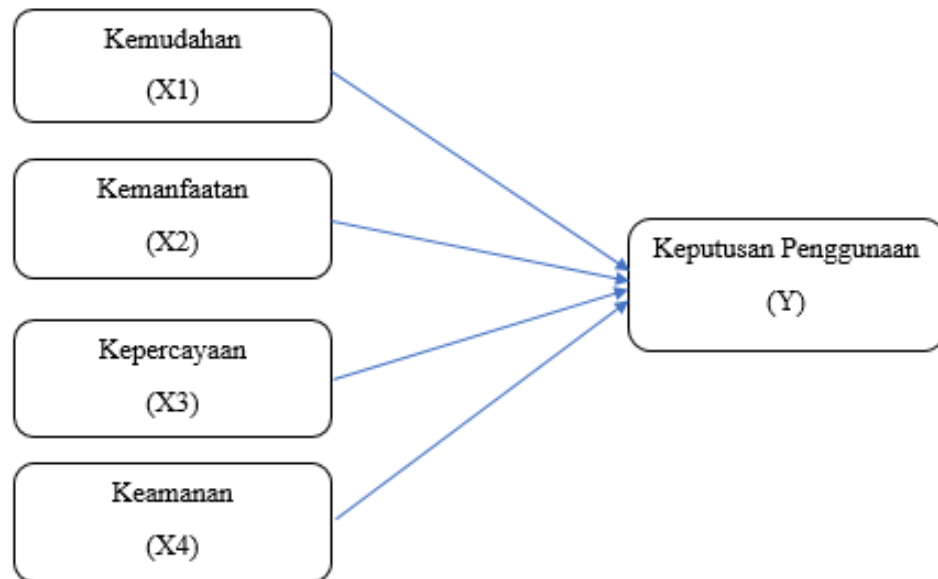 Kemudahan
(X1)
Kemanfaatan
(X2)
Kepercayaan
(X3)
Keamanan
(X4)
Keputusan Penggunaan
(Y)